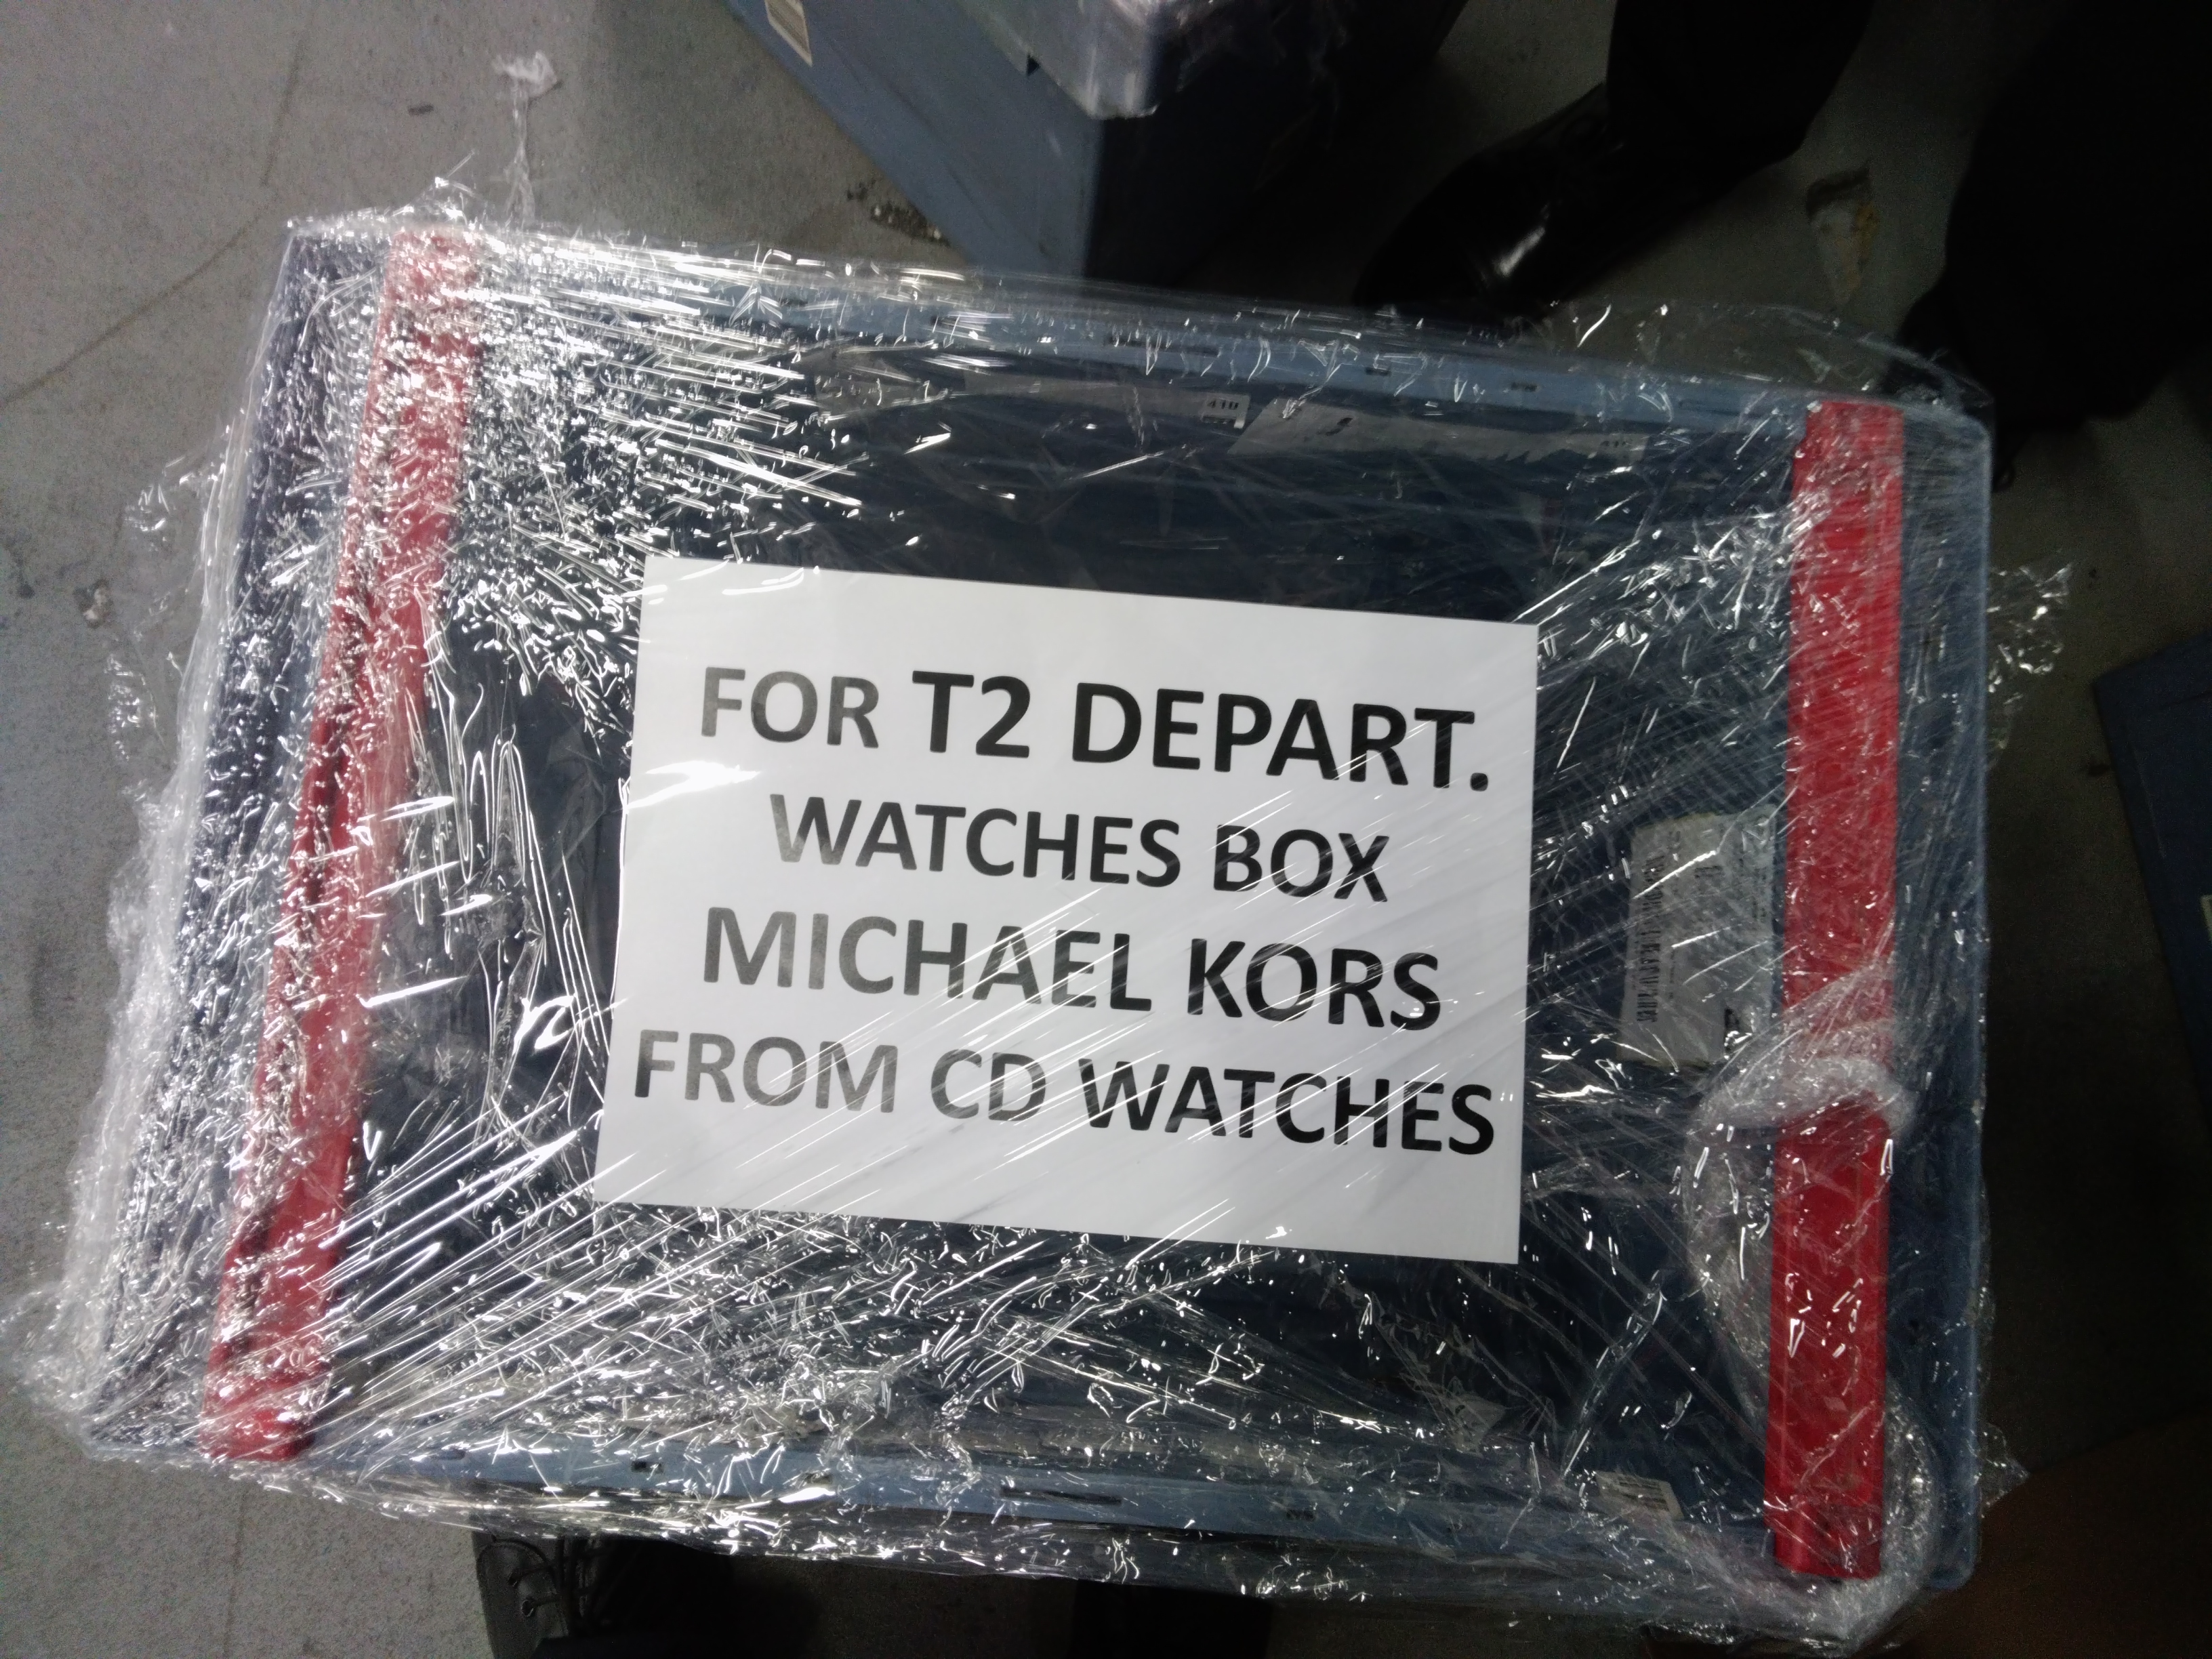 FOR T2 DEPART.
WATCHES BOX
MICHAEL KORS
FROM CD WATCHES